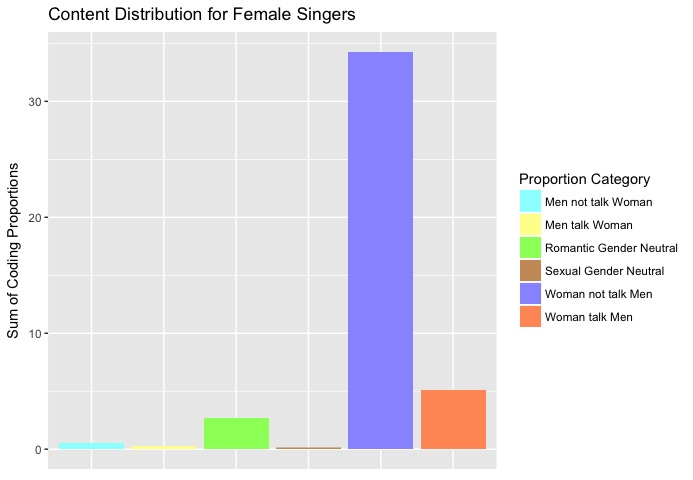 Content Distribution for Female Singers
Sum of Coding Proportions
30
20
10
0
Proportion Category
Men not talk Woman
Men talk Woman
Romantic Gender Neutral
Sexual Gender Neutral
Woman not talk Men
Woman talk Men